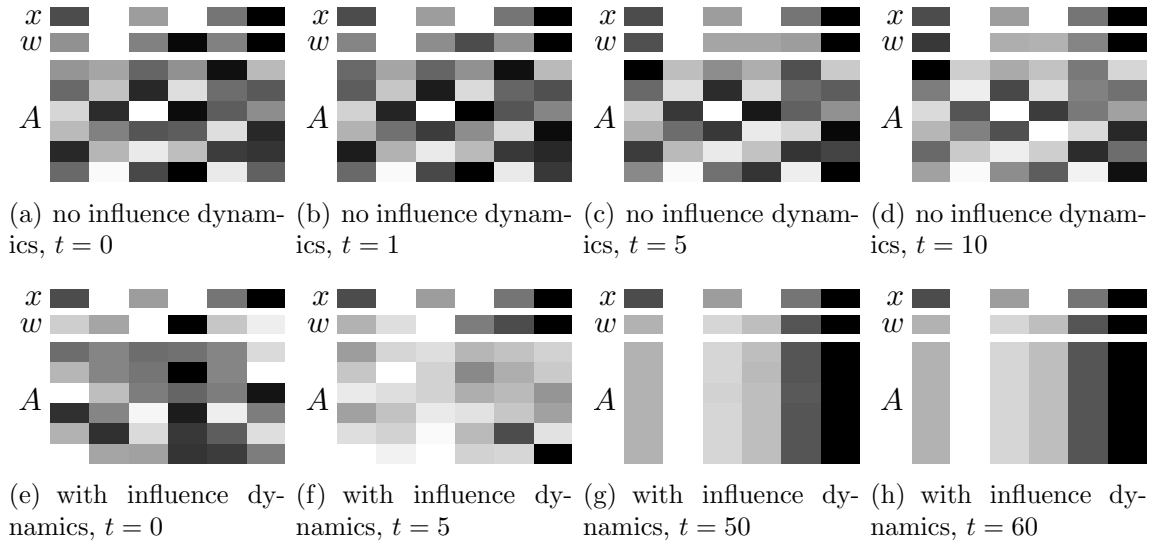 x x x x
w w w w
A A A A
(a) no influence dynam- (b) no influence dynam- (c) no influence dynam- (d) no influence dynam-
ics, t = 0 ics, t = 1 ics, t = 5 ics, t = 10
x x x x
w w w w
A A A A
(e) with influence dy- (f) with influence dy- (g) with influence dy- (h) with influence dy-
namics, t = 0 namics, t = 5 namics, t = 50 namics, t = 60